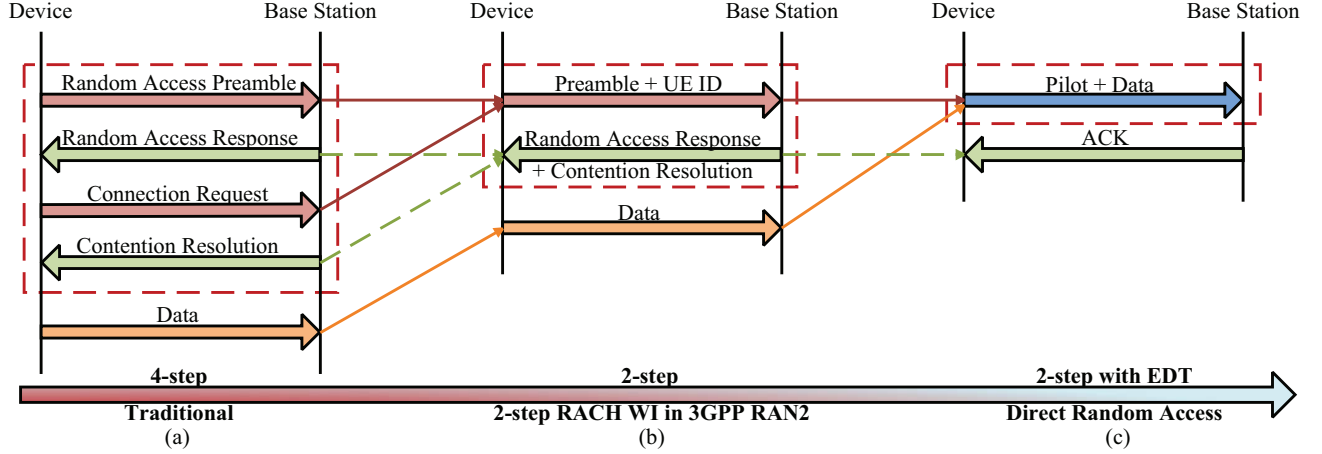 Device Base Station Device Base Station Device Base Station
Random Access Preamble Preamble + UE ID Pilot + Data
Random Access Response Random Access Response ACK
+ Contention Resolution
Connection Request
Data
Contention Resolution
Data
4-step 2-step 2-step with EDT
Traditional 2-step RACH WI in 3GPP RAN2 Direct Random Access
(a) (b) (c)